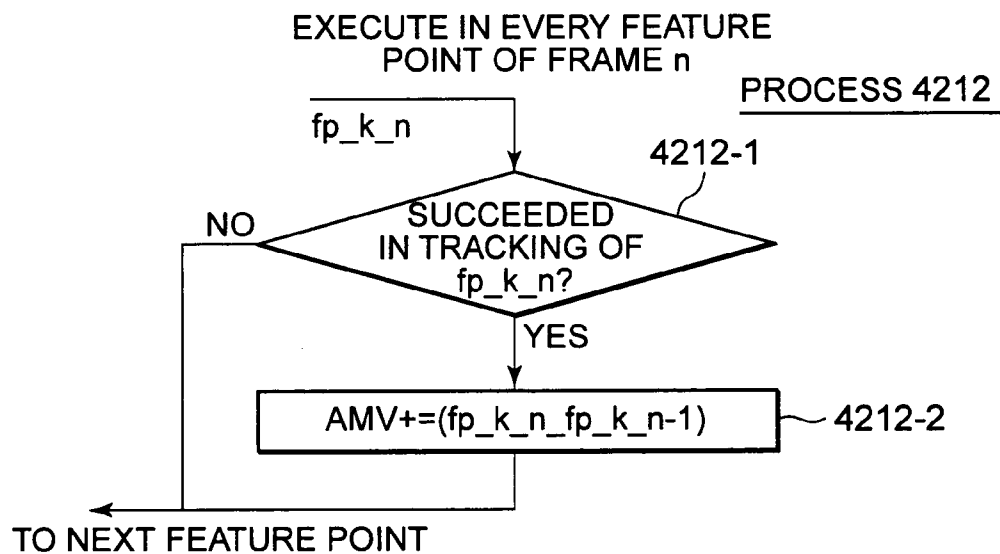 EXECUTE IN EVERY FEATURE
POINT OF FRAME n
PROCESS 4212
fp_k_n
4212-1
NO
SUCCEEDED
IN TRACKING OF
fp_k_n?
YES
AMV+=(fp_k_n_fp_k_n-1)
4212-2
TO NEXT FEATURE POINT